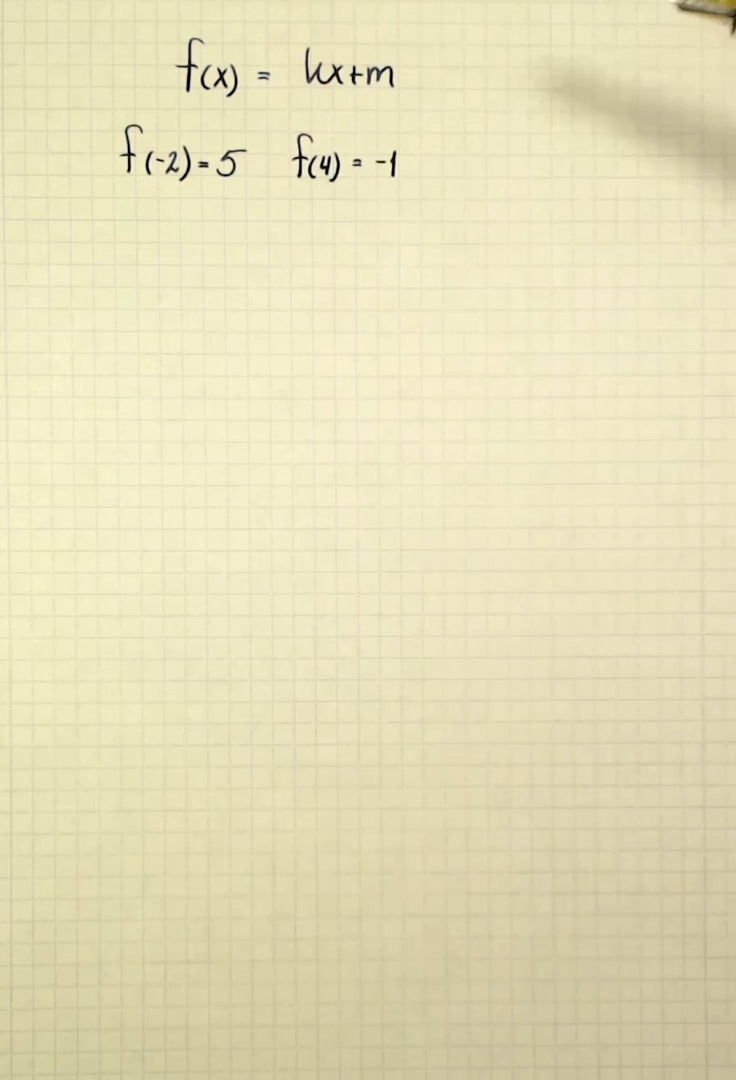 f(x) = kx+m
f(-2) = 5 f(4) = -1